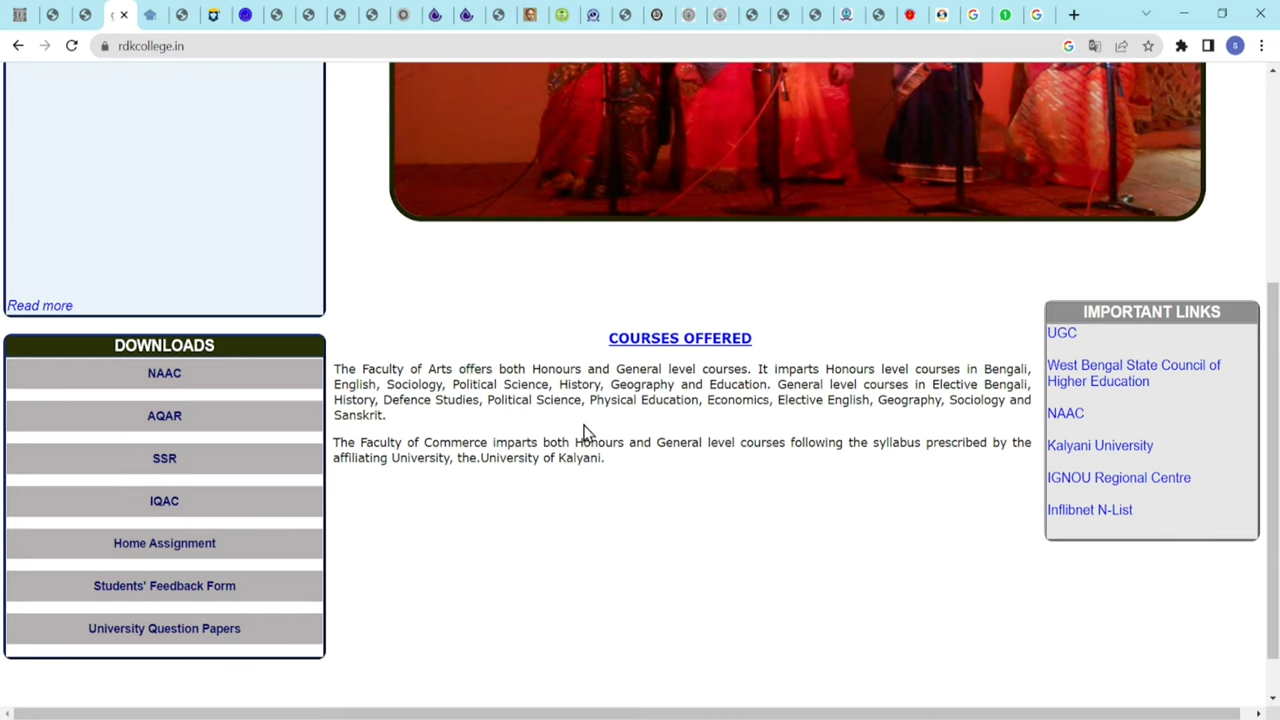 rdkcollege.in
Read more
DOWNLOADS
NAAC
AQAR
SSR
IQAC
Home Assignment
Students' Feedback Form
University Question Papers
COURSES OFFERED
The Faculty of Arts offers both Honours and General level courses. It imparts Honours level courses in Bengali,
English, Sociology, Political Science, History, Geography and Education. General level courses in Elective Bengali,
History, Defence Studies, Political Science, Physical Education, Economics, Elective English, Geography, Sociology and
Sanskrit.
The Faculty of Commerce imparts both Honours and General level courses following the syllabus prescribed by the
affiliating University, the.University of Kalyani.
IMPORTANT LINKS
UGC
West Bengal State Council of
Higher Education
NAAC
Kalyani University
IGNOU Regional Centre
Inflibnet N-List